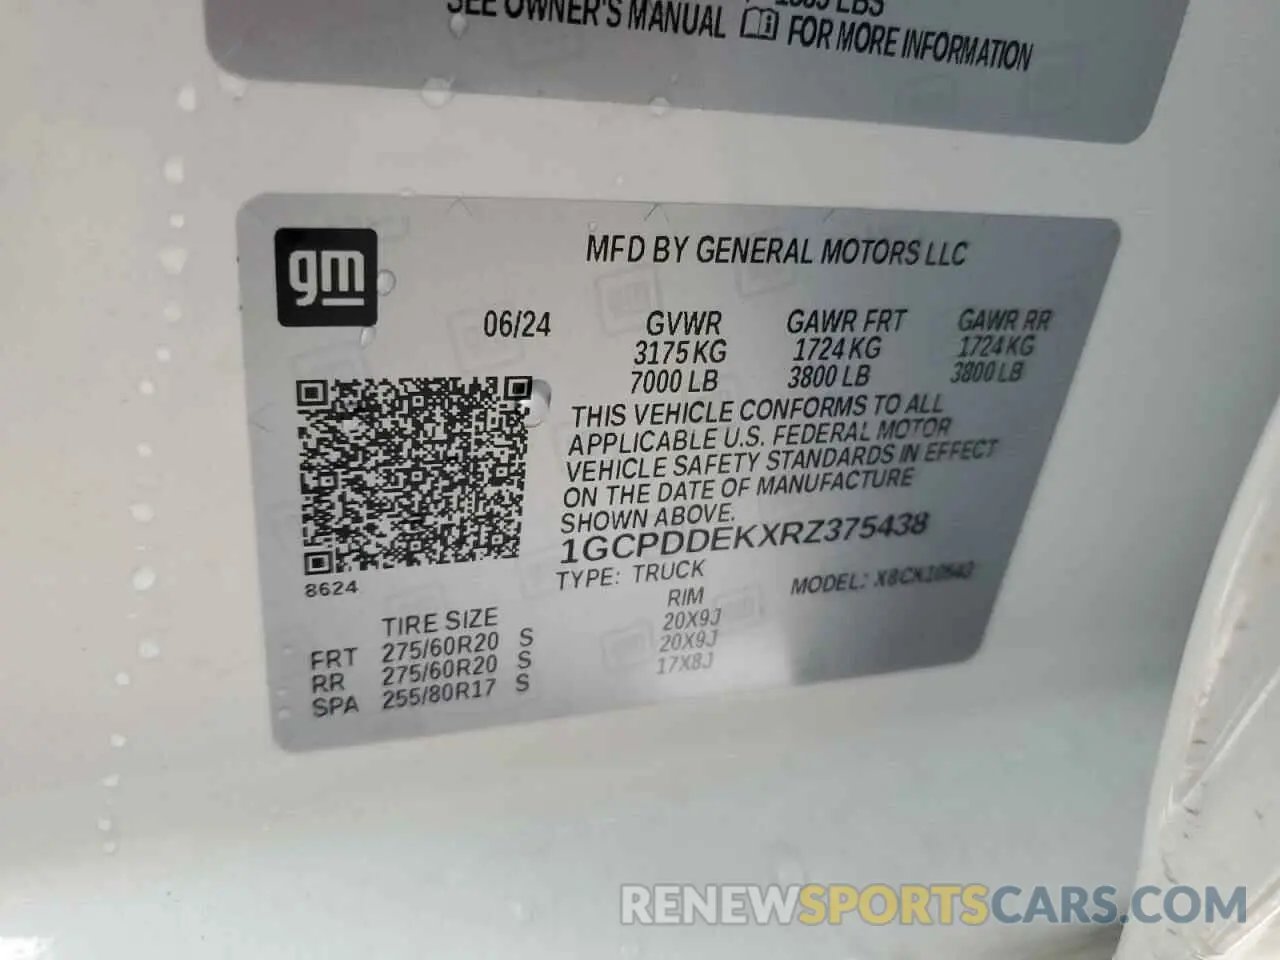 1585 LBS
SEE OWNER'S MANUAL FOR MORE INFORMATION
gm
MFD BY GENERAL MOTORS LLC
06/24 GVWR GAWR FRT GAWR RR
3175 KG 1724 KG 1724 KG
7000 LB 3800 LB 3800 LB
THIS VEHICLE CONFORMS TO ALL
APPLICABLE U.S. FEDERAL MOTOR
VEHICLE SAFETY STANDARDS IN EFFECT
ON THE DATE OF MANUFACTURE
SHOWN ABOVE.
1GCPDDEKXRZ375438
8624
TYPE: TRUCK MODEL:
TIRE SIZE RIM
FRT 275/60R20 S 20X9J
RR 275/60R20 S 20X9J
SPA 255/80R17 S 17X8J
RENEWSPORTSCARS.COM